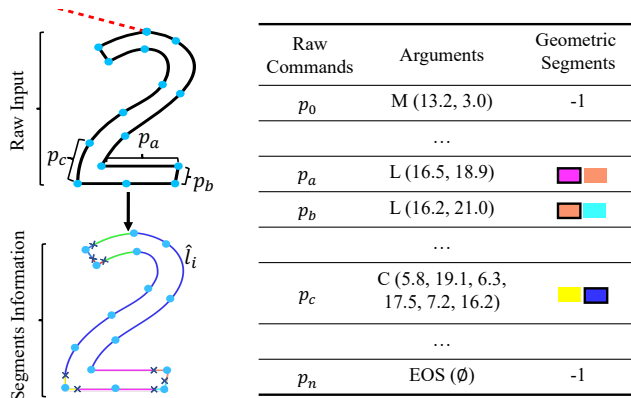 Raw Input
p_c
p_a
p_b
Segments Information
l̂_i
Raw Commands Arguments Geometric Segments
p_0 M (13.2, 3.0) -1
…
p_a L (16.5, 18.9)
p_b L (16.2, 21.0)
…
p_c C (5.8, 19.1, 6.3,
17.5, 7.2, 16.2)
…
p_n EOS (∅) -1